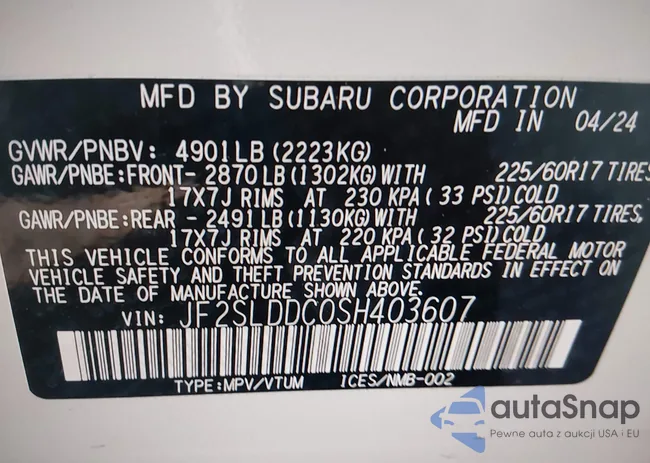 MFD BY SUBARU CORPORATION
MFD IN 04/24
GVWR/PNBV: 4901LB (2223KG)
GAWR/PNBE:FRONT- 2870LB(1302KG)WITH 225/60R17 TIRES
17X7J RIMS AT 230 KPA( 33 PSI)COLD
GAWR/PNBE:REAR - 2491LB(1130KG)WITH 225/60R17 TIRES,
17X7J RIMS AT 220 KPA( 32 PSI)COLD
THIS VEHICLE CONFORMS TO ALL APPLICABLE FEDERAL MOTOR
VEHICLE SAFETY AND THEFT PREVENTION STANDARDS IN EFFECT ON
THE DATE OF MANUFACTURE SHOWN ABOVE.
VIN: JF2SLDDC0SH403607
TYPE:MPV/VTUM ICES/NMB-002
autaSnap
Pewne auta z aukcji USA i EU